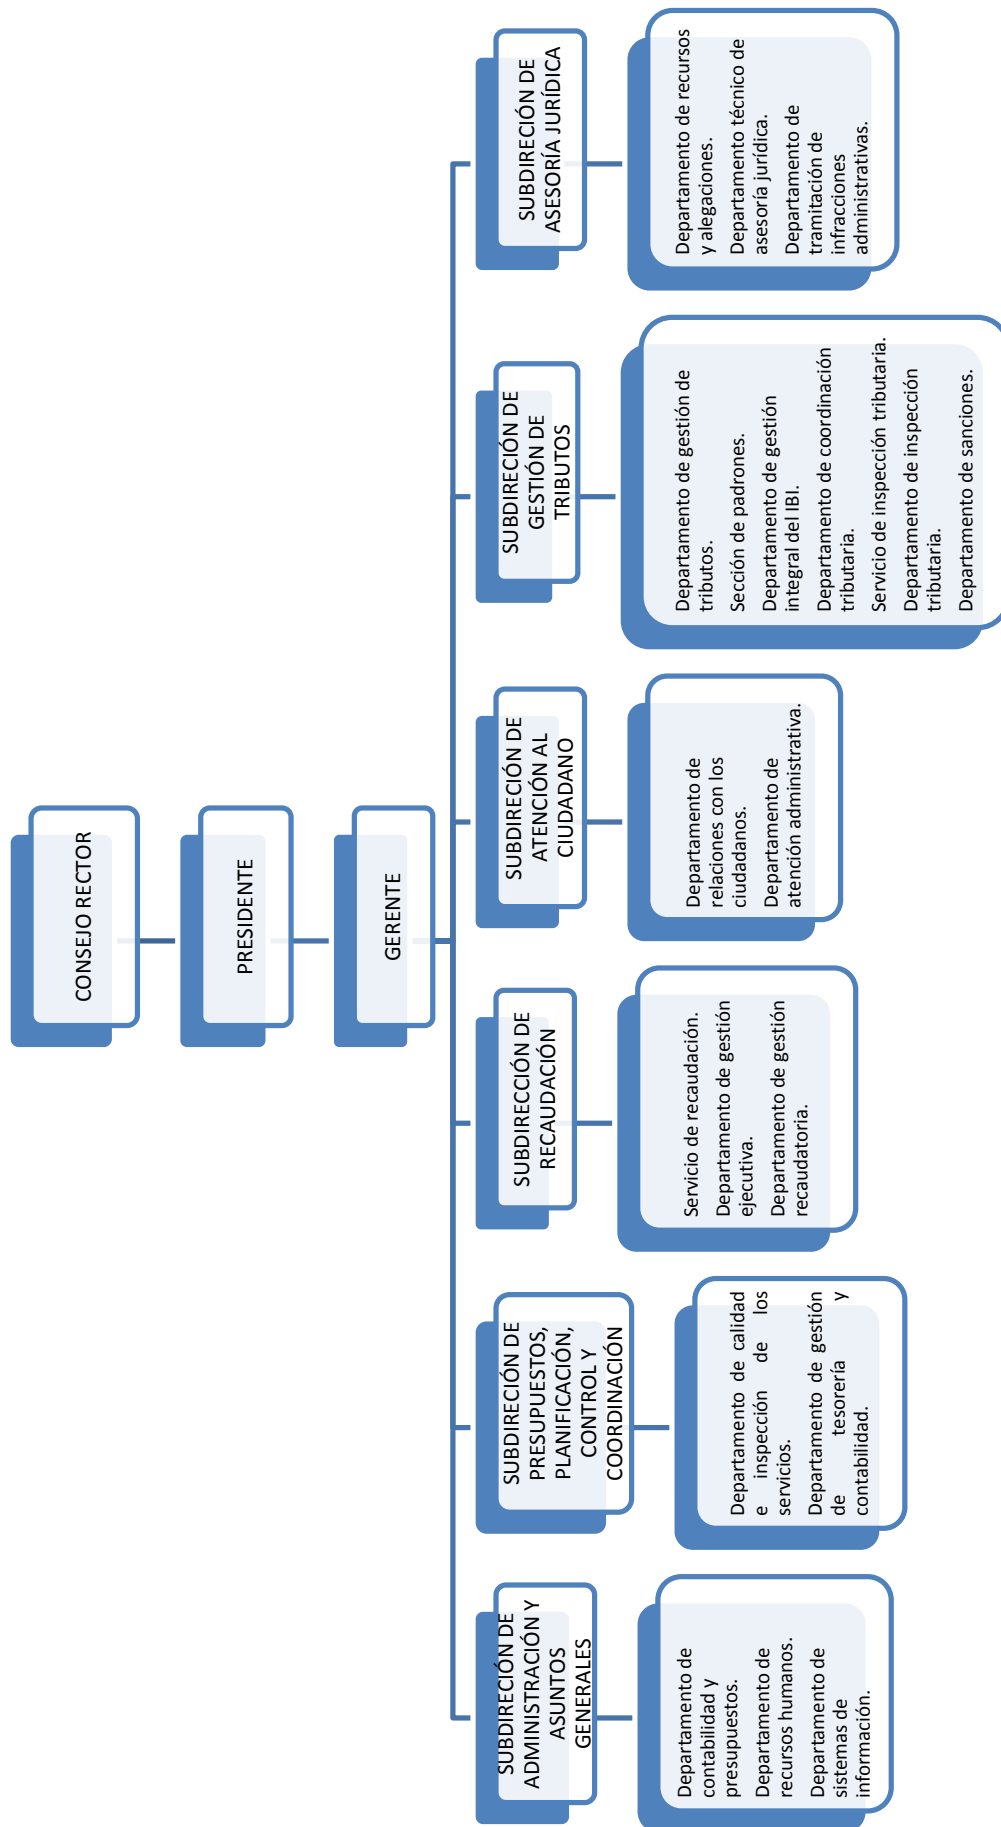 CONSEJO RECTOR
PRESIDENTE
GERENTE
SUBDIRECIÓN DE
ADMINISTRACIÓN Y
ASUNTOS
GENERALES
Departamento de
contabilidad y
presupuestos.
Departamento de
recursos humanos.
Departamento de
sistemas de
información.
SUBDIRECIÓN DE
PRESUPUESTOS,
PLANIFICACIÓN,
CONTROL Y
COORDINACIÓN
Departamento de calidad
e inspección de los
servicios.
Departamento de gestión
de tesorería y
contabilidad.
SUBDIRECCIÓN DE
RECAUDACIÓN
Servicio de recaudación.
Departamento de gestión
ejecutiva.
Departamento de gestión
recaudatoria.
SUBDIRECIÓN DE
ATENCIÓN AL
CIUDADANO
Departamento de
relaciones con los
ciudadanos.
Departamento de
atención administrativa.
SUBDIRECIÓN DE
GESTIÓN DE
TRIBUTOS
Departamento de gestión de
tributos.
Sección de padrones.
Departamento de gestión
integral del IBI.
Departamento de coordinación
tributaria.
Servicio de inspección tributaria.
Departamento de inspección
tributaria.
Departamento de sanciones.
SUBDIRECIÓN DE
ASESORÍA JURÍDICA
Departamento de recursos
y alegaciones.
Departamento técnico de
asesoría jurídica.
Departamento de
tramitación de
infracciones
administrativas.